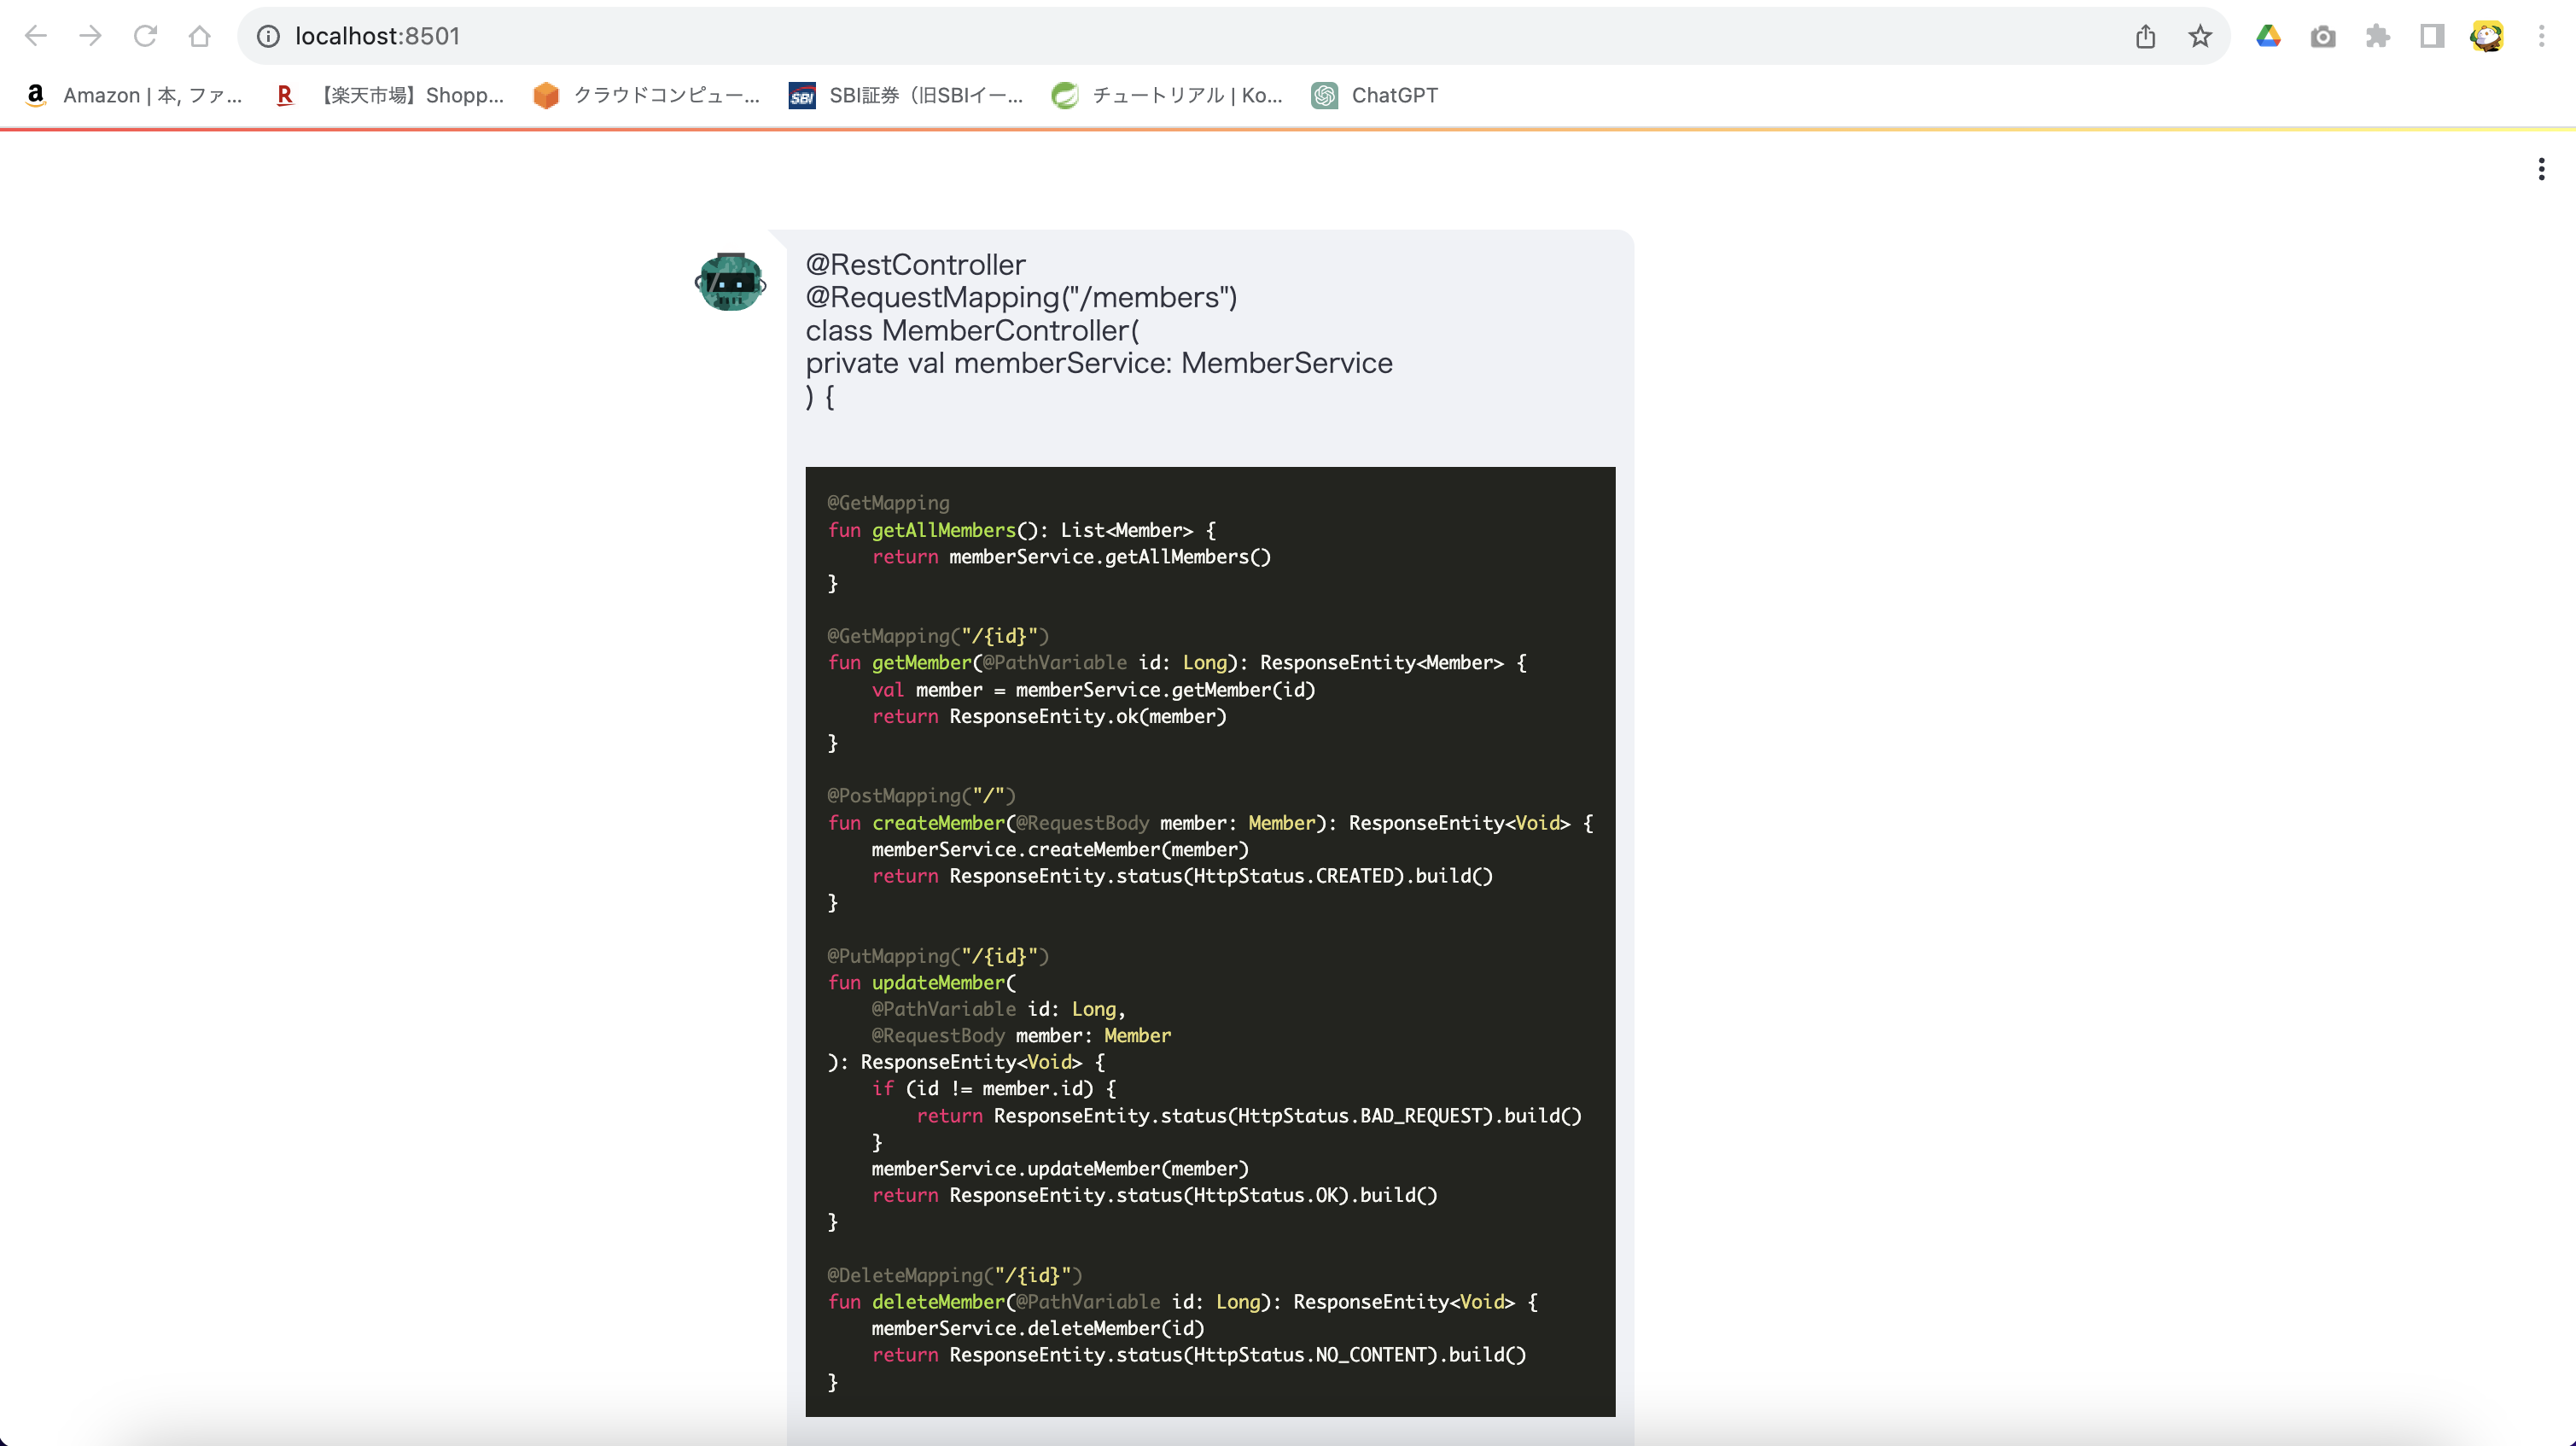 localhost:8501
Amazon | 本, ファ...
【楽天市場】Shopp...
クラウドコンピュー...
SBI証券（旧SBIイー...
チュートリアル | Ko...
ChatGPT
@RestController
@RequestMapping("/members")
class MemberController(
private val memberService: MemberService
) {
@GetMapping
fun getAllMembers(): List<Member> {
    return memberService.getAllMembers()
}
@GetMapping("/{id}")
fun getMember(@PathVariable id: Long): ResponseEntity<Member> {
    val member = memberService.getMember(id)
    return ResponseEntity.ok(member)
}
@PostMapping("/")
fun createMember(@RequestBody member: Member): ResponseEntity<Void> {
    memberService.createMember(member)
    return ResponseEntity.status(HttpStatus.CREATED).build()
}
@PutMapping("/{id}")
fun updateMember(
    @PathVariable id: Long,
    @RequestBody member: Member
): ResponseEntity<Void> {
    if (id != member.id) {
        return ResponseEntity.status(HttpStatus.BAD_REQUEST).build()
    }
    memberService.updateMember(member)
    return ResponseEntity.status(HttpStatus.OK).build()
}
@DeleteMapping("/{id}")
fun deleteMember(@PathVariable id: Long): ResponseEntity<Void> {
    memberService.deleteMember(id)
    return ResponseEntity.status(HttpStatus.NO_CONTENT).build()
}